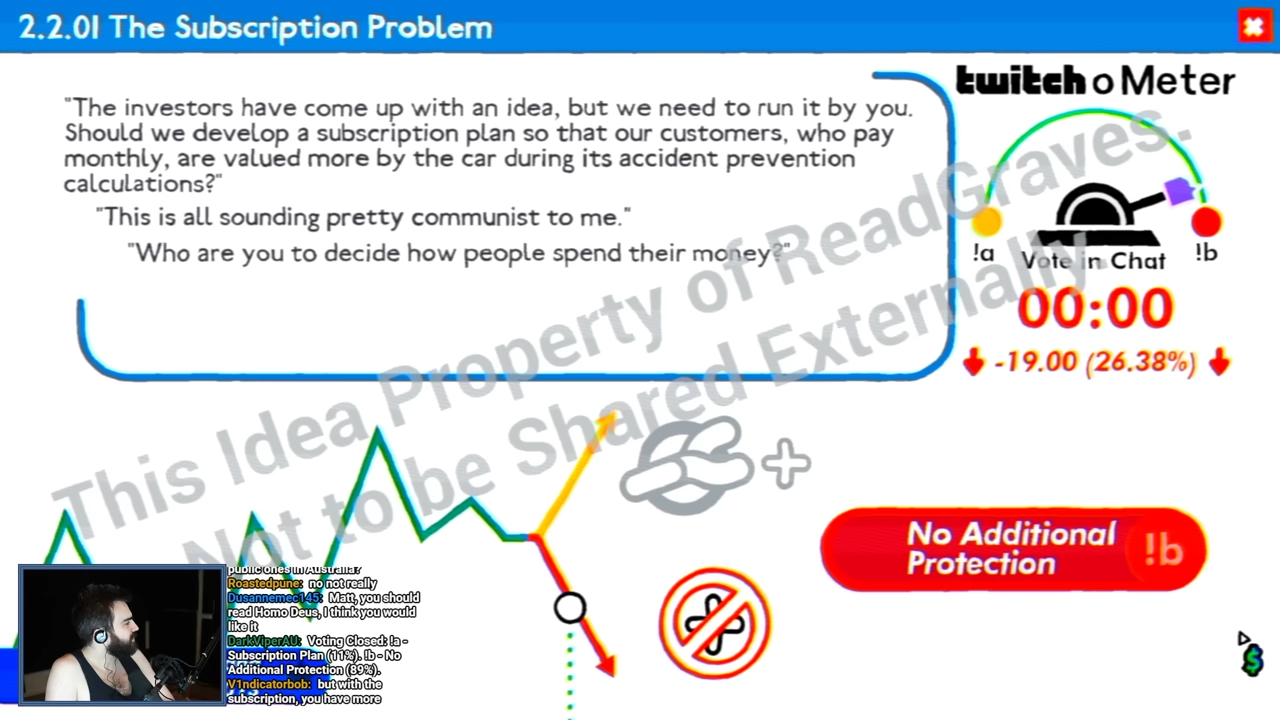 2.2.01 The Subscription Problem
"The investors have come up with an idea, but we need to run it by you.
Should we develop a subscription plan so that our customers, who pay
monthly, are valued more by the car during its accident prevention
calculations?"
"This is all sounding pretty communist to me."
"Who are you to decide how people spend their money?"
twitch o Meter
!a
Vote in Chat
!b
00:00
-19.00 (26.38%)
This Idea Property of ReadGraves.
Not to be Shared Externally.
No Additional
Protection
!b
public ones in Australia?
Roastedpune: no not really
Dusannemec145: Matt, you should
read Homo Deus, I think you would
like it
DarkViperAU: Voting Closed: !a -
Subscription Plan (11%). !b - No
Additional Protection (89%).
V1ndicatorbob: but with the
subscription, you have more